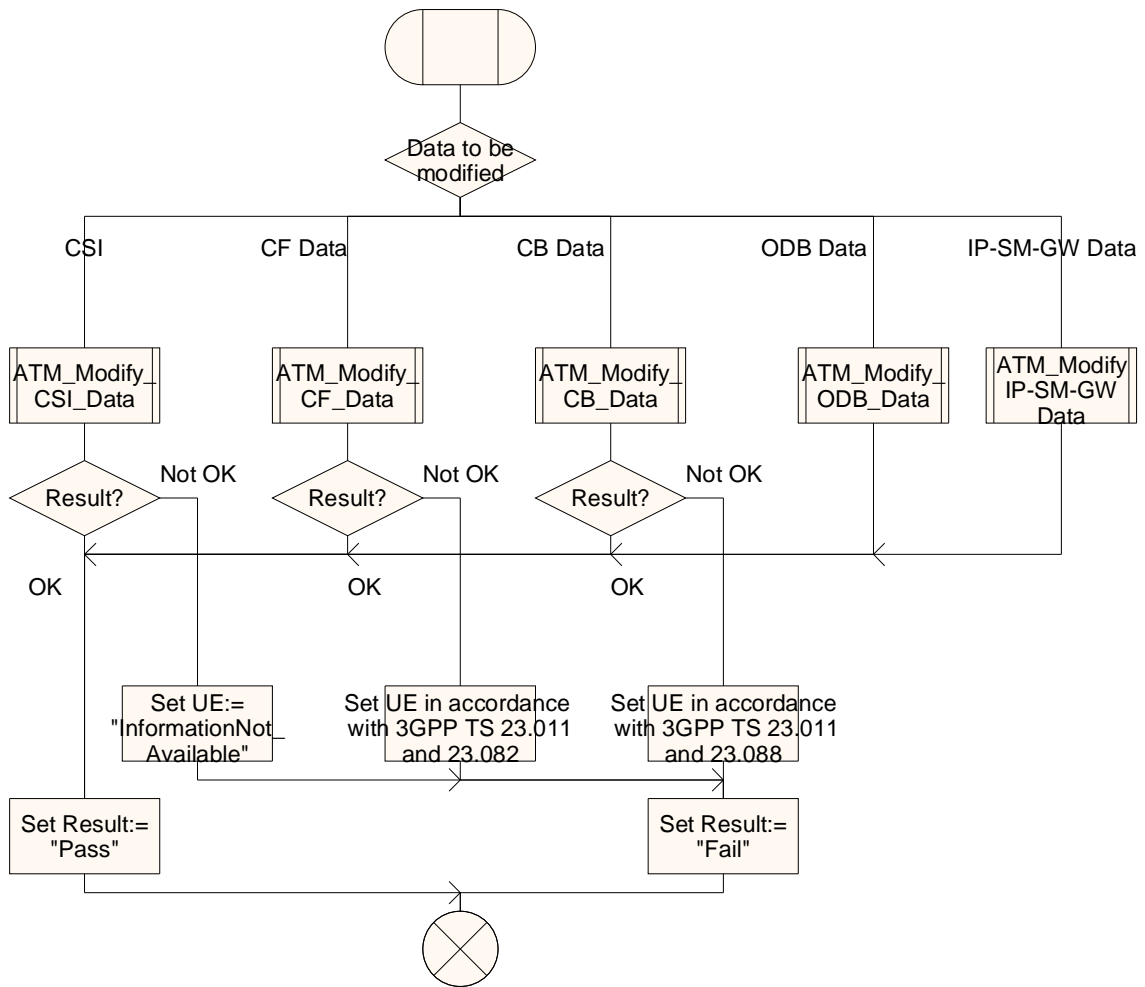 Data to be
modified
CSI
CF Data
CB Data
ODB Data
IP-SM-GW Data
ATM_Modify_
CSI_Data
ATM_Modify_
CF_Data
ATM_Modify_
CB_Data
ATM_Modify_
ODB_Data
ATM_Modify
IP-SM-GW
Data
Result?
Not OK
Result?
Not OK
Result?
Not OK
OK
OK
OK
Set UE:=
"InformationNot_
Available"
Set UE in accordance
with 3GPP TS 23.011
and 23.082
Set UE in accordance
with 3GPP TS 23.011
and 23.088
Set Result:=
"Pass"
Set Result:=
"Fail"